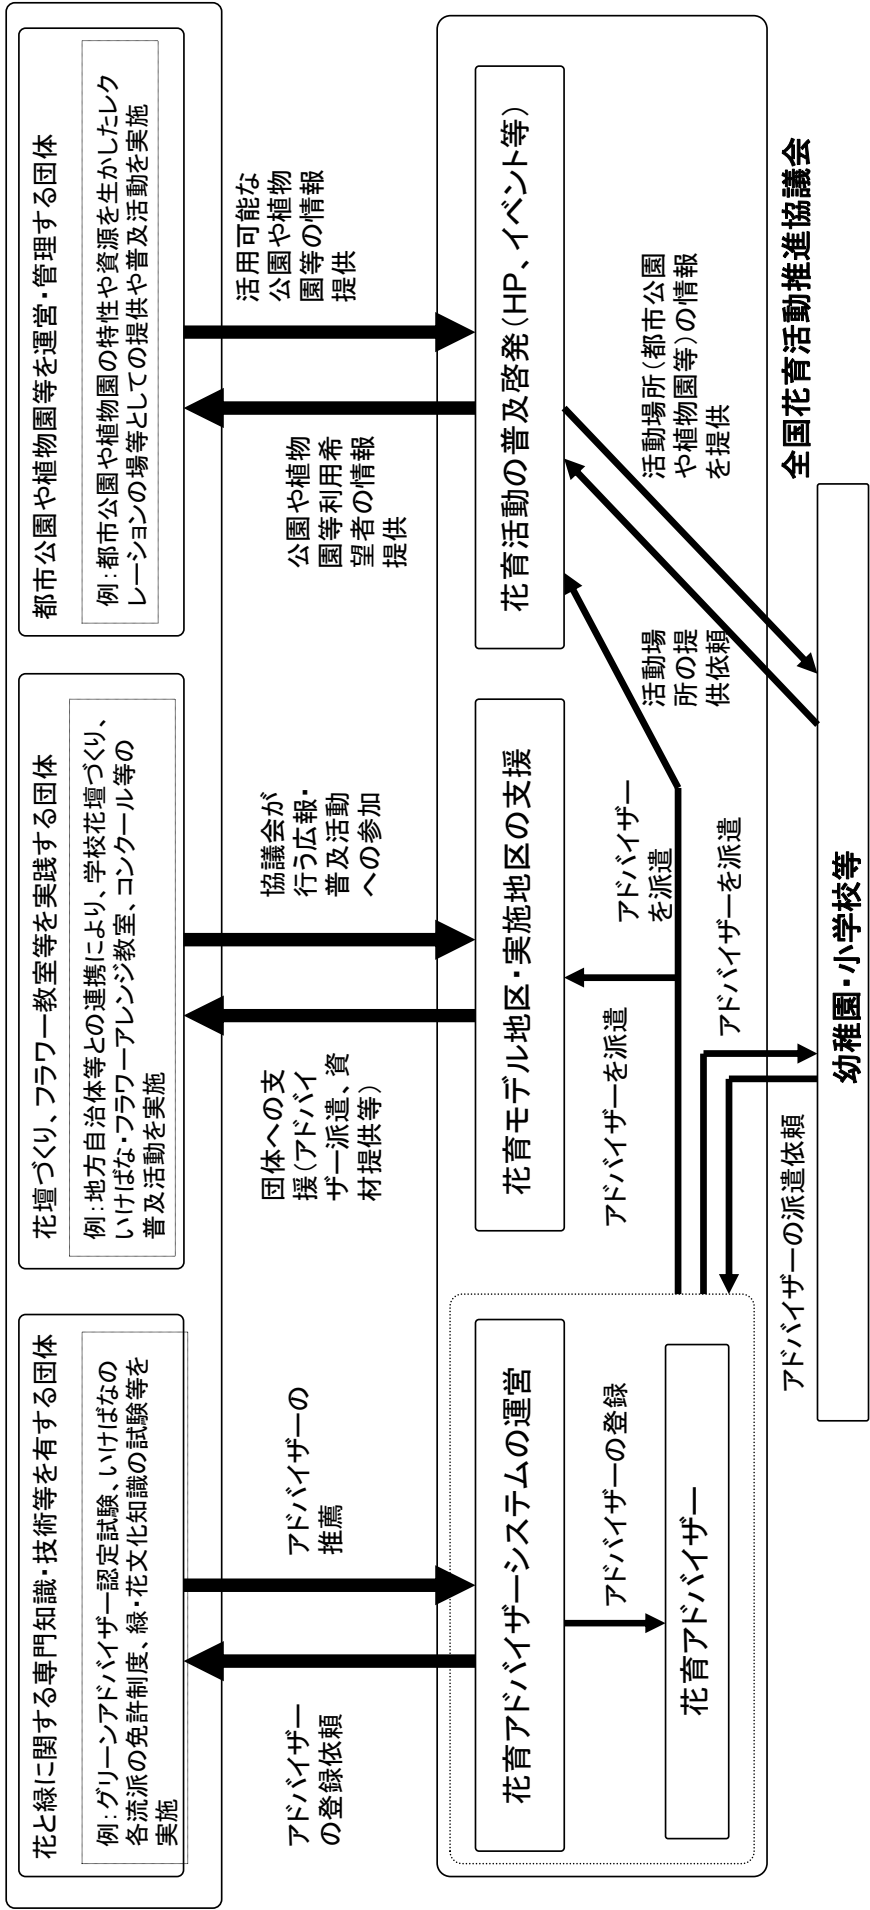 花と緑に関する専門知識・技術等を有する団体
例：グリーンアドバイザー認定試験、いけばなの
各流派の免許制度、緑・花文化知識の試験等を
実施
花壇づくり、フラワー教室等を実践する団体
例：地方自治体等との連携により、学校花壇づくり、
いけばな・フラワーアレンジ教室、コンクール等の
普及活動を実施
都市公園や植物園等を運営・管理する団体
例：都市公園や植物園の特性や資源を生かしたレク
レーションの場等としての提供や普及活動を実施
アドバイザー
の登録依頼
アドバイザーの
推薦
団体への支
援（アドバイ
ザー派遣、資
材提供等）
協議会が
行う広報・
普及活動
への参加
公園や植物
園等利用希
望者の情報
提供
活用可能な
公園や植物
園等の情報
提供
花育アドバイザーシステムの運営
花育モデル地区・実施地区の支援
花育活動の普及啓発（HP、イベント等）
アドバイザーの登録
花育アドバイザー
アドバイザーを派遣
アドバイザー
を派遣
アドバイザーを派遣
活動場
所の提
供依頼
活動場所（都市公園
や植物園等）の情報
を提供
アドバイザーの派遣依頼
全国花育活動推進協議会
幼稚園・小学校等